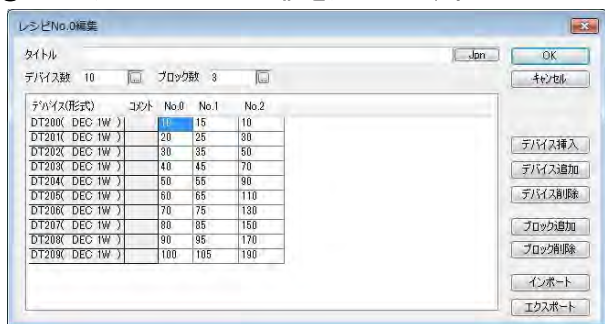 レシピNo.0編集
タイトル Jpn OK
デバイス数 10 ... ブロック数 3 ... キャンセル
デバイス(形式) コメント No.0 No.1 No.2
DT200( DEC 1W ) 10 15 10
DT201( DEC 1W ) 20 25 30
DT202( DEC 1W ) 30 35 50
DT203( DEC 1W ) 40 45 70
DT204( DEC 1W ) 50 55 90
DT205( DEC 1W ) 60 65 110
DT206( DEC 1W ) 70 75 130
DT207( DEC 1W ) 80 85 150
DT208( DEC 1W ) 90 95 170
DT209( DEC 1W ) 100 105 190
デバイス挿入
デバイス追加
デバイス削除
ブロック追加
ブロック削除
インポート
エクスポート